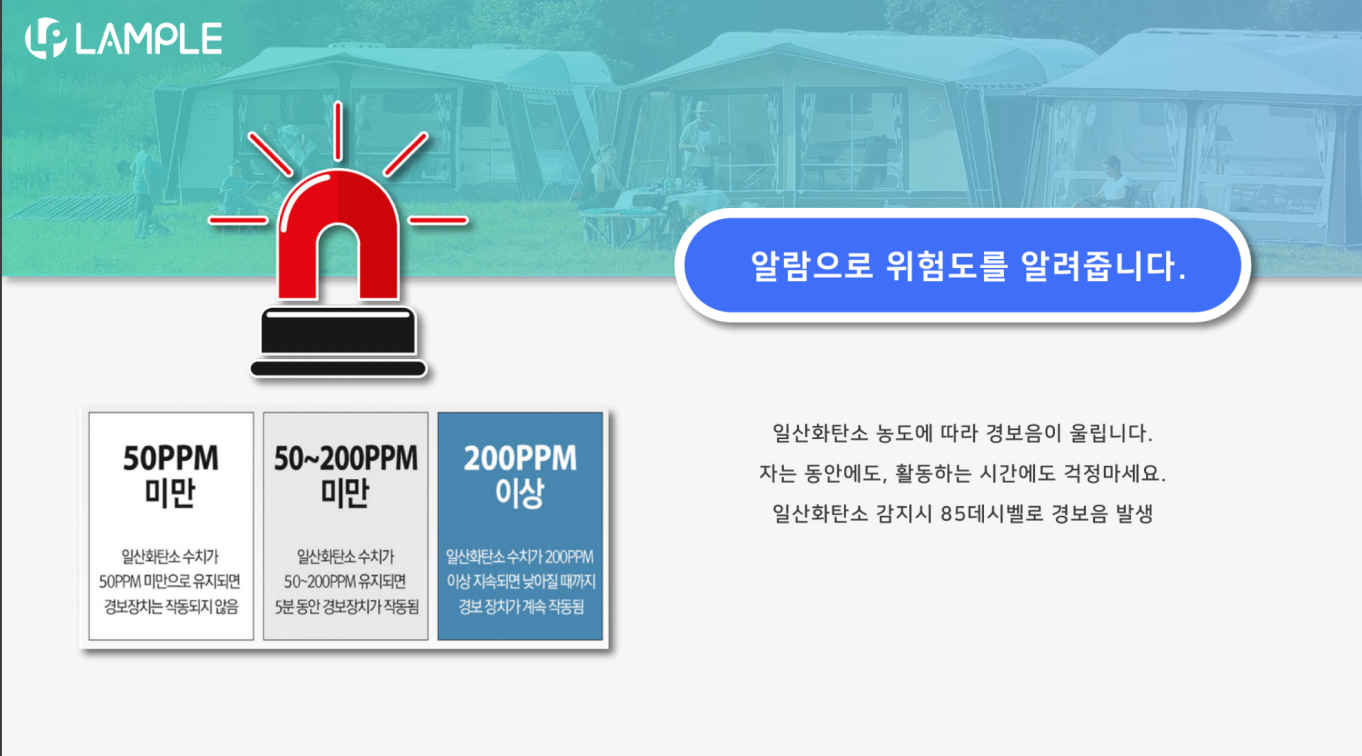 LAMPLE
알람으로 위험도를 알려줍니다.
50PPM
미만
일산화탄소 수치가
50PPM 미만으로 유지되면
경보장치는 작동되지 않음
50~200PPM
미만
일산화탄소 수치가
50~200PPM 유지되면
5분 동안 경보장치가 작동됨
200PPM
이상
일산화탄소 수치가 200PPM
이상 지속되면 낮아질 때까지
경보 장치가 계속 작동됨
일산화탄소 농도에 따라 경보음이 울립니다.
자는 동안에도, 활동하는 시간에도 걱정마세요.
일산화탄소 감지시 85데시벨로 경보음 발생